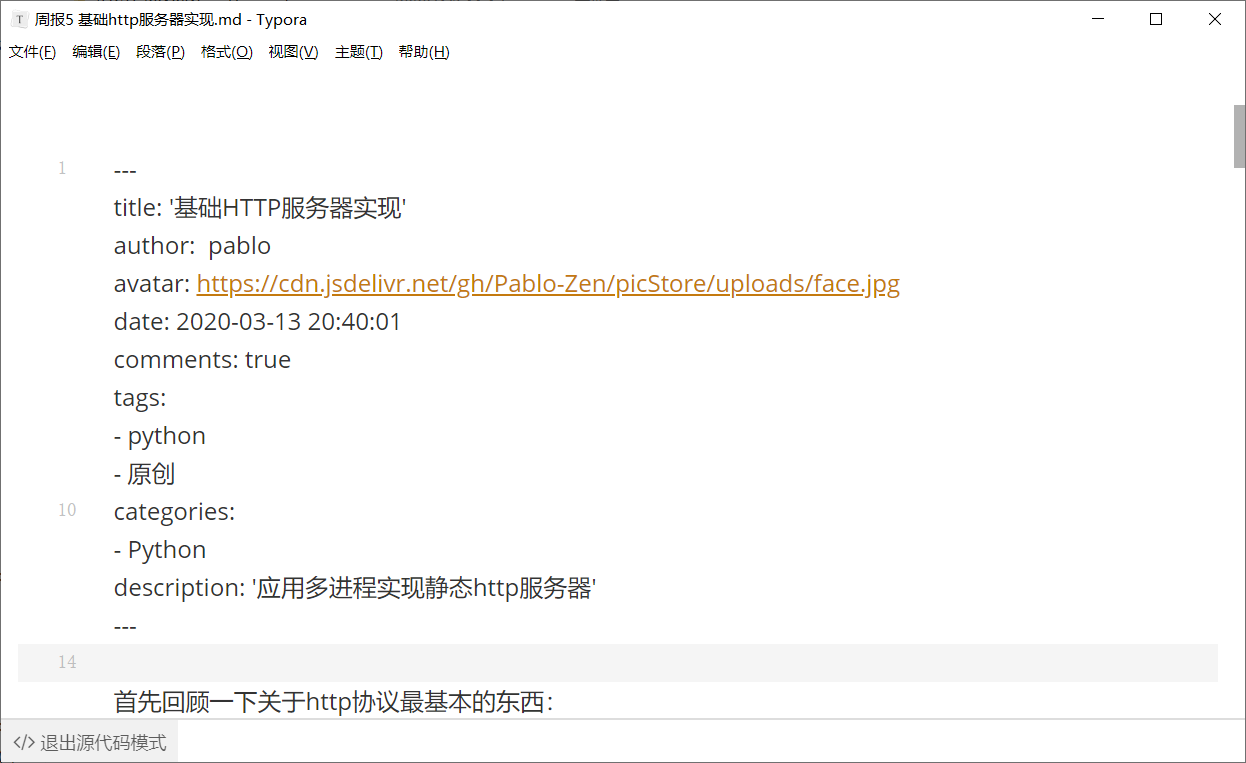 T 周报5 基础http服务器实现.md - Typora
文件(F) 编辑(E) 段落(P) 格式(O) 视图(V) 主题(T) 帮助(H)
1 ---
title: '基础HTTP服务器实现'
author:  pablo
avatar: https://cdn.jsdelivr.net/gh/Pablo-Zen/picStore/uploads/face.jpg
date: 2020-03-13 20:40:01
comments: true
tags:
- python
- 原创
10 categories:
- Python
description: '应用多进程实现静态http服务器'
---
14
首先回顾一下关于http协议最基本的东西：
</> 退出源代码模式